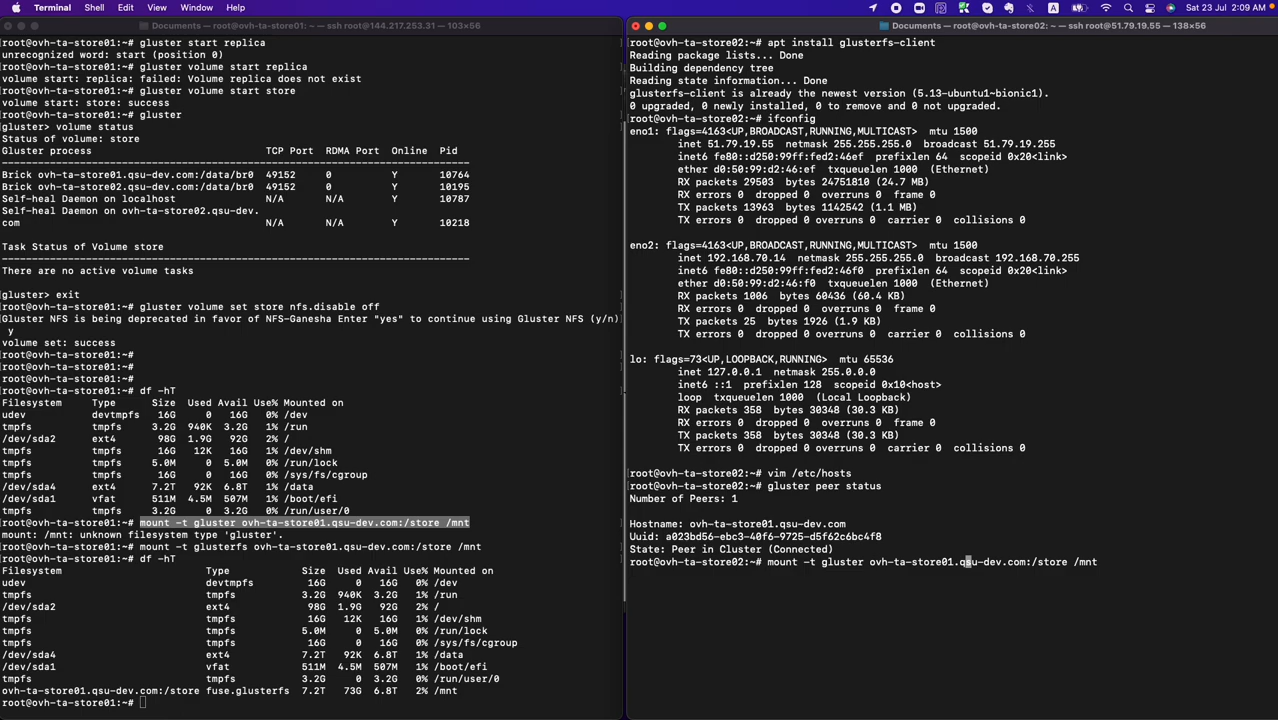 Terminal Shell Edit View Window Help
A
Sat 23 Jul 2:09 AM
Documents — root@ovh-ta-store01: ~ — ssh root@144.217.253.31 — 103×56
root@ovh-ta-store01:~# gluster start replica
unrecognized word: start (position 0)
root@ovh-ta-store01:~# gluster volume start replica
volume start: replica: failed: Volume replica does not exist
root@ovh-ta-store01:~# gluster volume start store
volume start: store: success
root@ovh-ta-store01:~# gluster
gluster> volume status
Status of volume: store
Gluster process TCP Port RDMA Port Online Pid
------------------------------------------------------------------------------
Brick ovh-ta-store01.qsu-dev.com:/data/br0 49152 0 Y 10764
Brick ovh-ta-store02.qsu-dev.com:/data/br0 49152 0 Y 10195
Self-heal Daemon on localhost N/A N/A Y 10787
Self-heal Daemon on ovh-ta-store02.qsu-dev.
com N/A N/A Y 10218
Task Status of Volume store
------------------------------------------------------------------------------
There are no active volume tasks
gluster> exit
root@ovh-ta-store01:~# gluster volume set store nfs.disable off
Gluster NFS is being deprecated in favor of NFS-Ganesha Enter "yes" to continue using Gluster NFS (y/n)
y
volume set: success
root@ovh-ta-store01:~#
root@ovh-ta-store01:~#
root@ovh-ta-store01:~#
root@ovh-ta-store01:~# df -hT
Filesystem Type Size Used Avail Use% Mounted on
udev devtmpfs 16G 0 16G 0% /dev
tmpfs tmpfs 3.2G 940K 3.2G 1% /run
/dev/sda2 ext4 98G 1.9G 92G 2% /
tmpfs tmpfs 16G 12K 16G 1% /dev/shm
tmpfs tmpfs 5.0M 0 5.0M 0% /run/lock
tmpfs tmpfs 16G 0 16G 0% /sys/fs/cgroup
/dev/sda4 ext4 7.2T 92K 6.8T 1% /data
/dev/sda1 vfat 511M 4.5M 507M 1% /boot/efi
tmpfs tmpfs 3.2G 0 3.2G 0% /run/user/0
root@ovh-ta-store01:~# mount -t gluster ovh-ta-store01.qsu-dev.com:/store /mnt
mount: /mnt: unknown filesystem type 'gluster'.
root@ovh-ta-store01:~# mount -t glusterfs ovh-ta-store01.qsu-dev.com:/store /mnt
root@ovh-ta-store01:~# df -hT
Filesystem Type Size Used Avail Use% Mounted on
udev devtmpfs 16G 0 16G 0% /dev
tmpfs tmpfs 3.2G 940K 3.2G 1% /run
/dev/sda2 ext4 98G 1.9G 92G 2% /
tmpfs tmpfs 16G 12K 16G 1% /dev/shm
tmpfs tmpfs 5.0M 0 5.0M 0% /run/lock
tmpfs tmpfs 16G 0 16G 0% /sys/fs/cgroup
/dev/sda4 ext4 7.2T 92K 6.8T 1% /data
/dev/sda1 vfat 511M 4.5M 507M 1% /boot/efi
tmpfs tmpfs 3.2G 0 3.2G 0% /run/user/0
ovh-ta-store01.qsu-dev.com:/store fuse.glusterfs 7.2T 73G 6.8T 2% /mnt
root@ovh-ta-store01:~#
Documents — root@ovh-ta-store02: ~ — ssh root@51.79.19.55 — 138×56
root@ovh-ta-store02:~# apt install glusterfs-client
Reading package lists... Done
Building dependency tree
Reading state information... Done
glusterfs-client is already the newest version (5.13-ubuntu1~bionic1).
0 upgraded, 0 newly installed, 0 to remove and 0 not upgraded.
root@ovh-ta-store02:~# ifconfig
eno1: flags=4163<UP,BROADCAST,RUNNING,MULTICAST> mtu 1500
inet 51.79.19.55 netmask 255.255.255.0 broadcast 51.79.19.255
inet6 fe80::d250:99ff:fed2:46ef prefixlen 64 scopeid 0x20<link>
ether d0:50:99:d2:46:ef txqueuelen 1000 (Ethernet)
RX packets 29503 bytes 24751810 (24.7 MB)
RX errors 0 dropped 0 overruns 0 frame 0
TX packets 13963 bytes 1142542 (1.1 MB)
TX errors 0 dropped 0 overruns 0 carrier 0 collisions 0
eno2: flags=4163<UP,BROADCAST,RUNNING,MULTICAST> mtu 1500
inet 192.168.70.14 netmask 255.255.255.0 broadcast 192.168.70.255
inet6 fe80::d250:99ff:fed2:46f0 prefixlen 64 scopeid 0x20<link>
ether d0:50:99:d2:46:f0 txqueuelen 1000 (Ethernet)
RX packets 1006 bytes 60436 (60.4 KB)
RX errors 0 dropped 0 overruns 0 frame 0
TX packets 25 bytes 1926 (1.9 KB)
TX errors 0 dropped 0 overruns 0 carrier 0 collisions 0
lo: flags=73<UP,LOOPBACK,RUNNING> mtu 65536
inet 127.0.0.1 netmask 255.0.0.0
inet6 ::1 prefixlen 128 scopeid 0x10<host>
loop txqueuelen 1000 (Local Loopback)
RX packets 358 bytes 30348 (30.3 KB)
RX errors 0 dropped 0 overruns 0 frame 0
TX packets 358 bytes 30348 (30.3 KB)
TX errors 0 dropped 0 overruns 0 carrier 0 collisions 0
root@ovh-ta-store02:~# vim /etc/hosts
root@ovh-ta-store02:~# gluster peer status
Number of Peers: 1
Hostname: ovh-ta-store01.qsu-dev.com
Uuid: a023bd56-ebc3-40f6-9725-d5f62c6bc4f8
State: Peer in Cluster (Connected)
root@ovh-ta-store02:~# mount -t gluster ovh-ta-store01.qsu-dev.com:/store /mnt